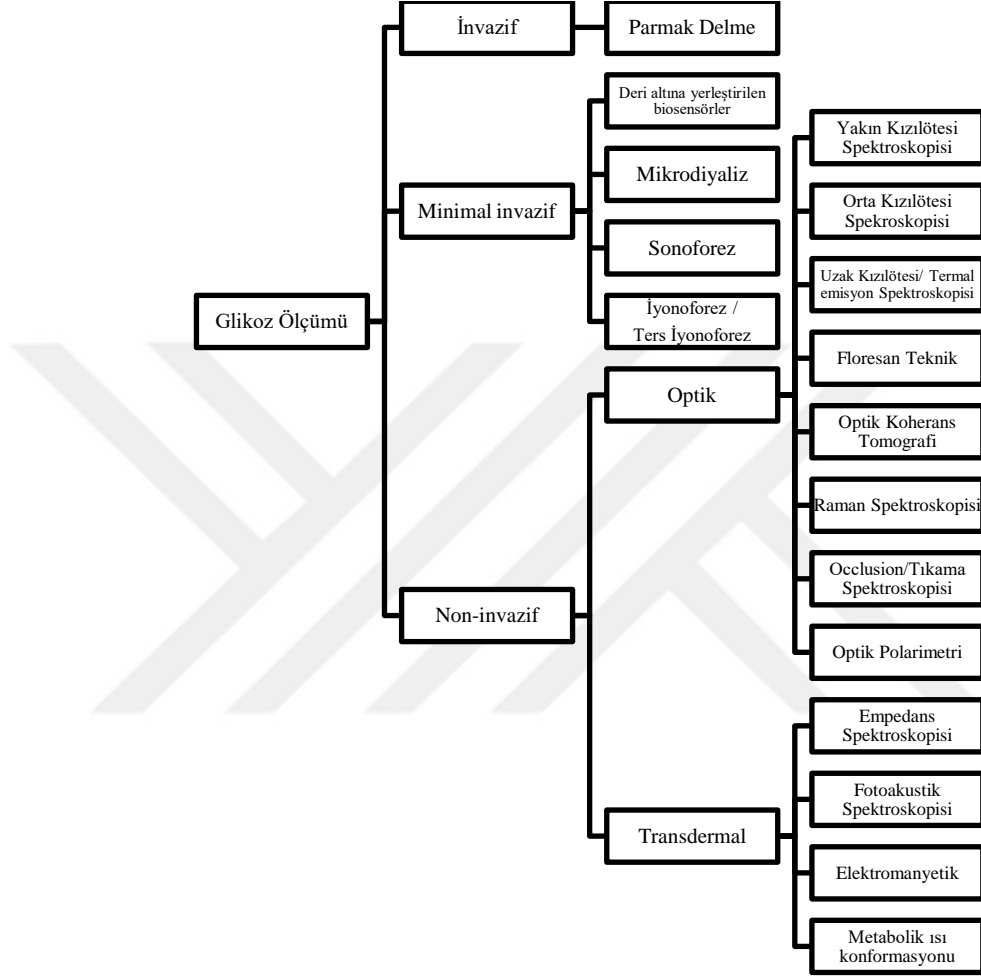 İnvazif
Parmak Delme
Deri altına yerleştirilen
biosensörler
Yakın Kızılötesi
Spektroskopisi
Mikrodiyaliz
Minimal invazif
Orta Kızılötesi
Spekroskopisi
Sonoforez
Uzak Kızılötesi/ Termal
emisyon Spektroskopisi
Glikoz Ölçümü
İyonoforez /
Ters İyonoforez
Floresan Teknik
Optik
Optik Koherans
Tomografi
Raman Spektroskopisi
Occlusion/Tıkama
Spektroskopisi
Non-invazif
Optik Polarimetri
Empedans
Spektroskopisi
Fotoakustik
Spektroskopisi
Transdermal
Elektromanyetik
Metabolik ısı
konformasyonu